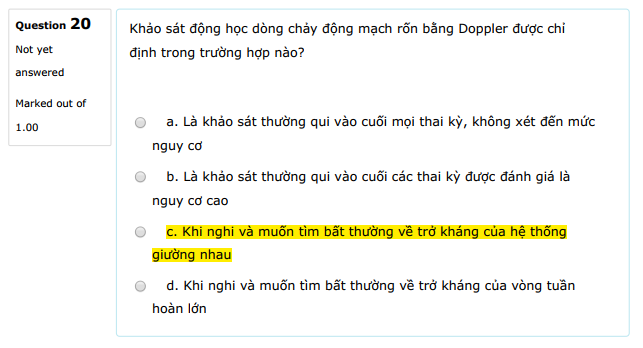 Question 20
Not yet
answered
Marked out of
1.00
Khảo sát động học dòng chảy động mạch rốn bằng Doppler được chỉ
định trong trường hợp nào?
a. Là khảo sát thường qui vào cuối mọi thai kỳ, không xét đến mức
nguy cơ
b. Là khảo sát thường qui vào cuối các thai kỳ được đánh giá là
nguy cơ cao
c. Khi nghi và muốn tìm bất thường về trở kháng của hệ thống
giường nhau
d. Khi nghi và muốn tìm bất thường về trở kháng của vòng tuần
hoàn lớn